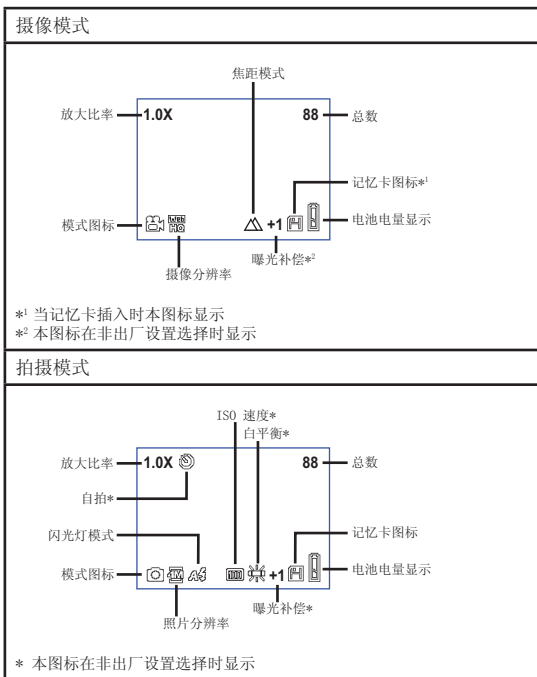 摄像模式
焦距模式
放大比率 1.0X 88 总数
记忆卡图标*1
模式图标 Web HQ +1 电池电量显示
曝光补偿*2
摄像分辨率
*1 当记忆卡插入时本图标显示
*2 本图标在非出厂设置选择时显示
拍摄模式
ISO 速度*
白平衡*
放大比率 1.0X 88 总数
自拍*
闪光灯模式 记忆卡图标
模式图标 4M A +1 电池电量显示
曝光补偿*
照片分辨率
* 本图标在非出厂设置选择时显示